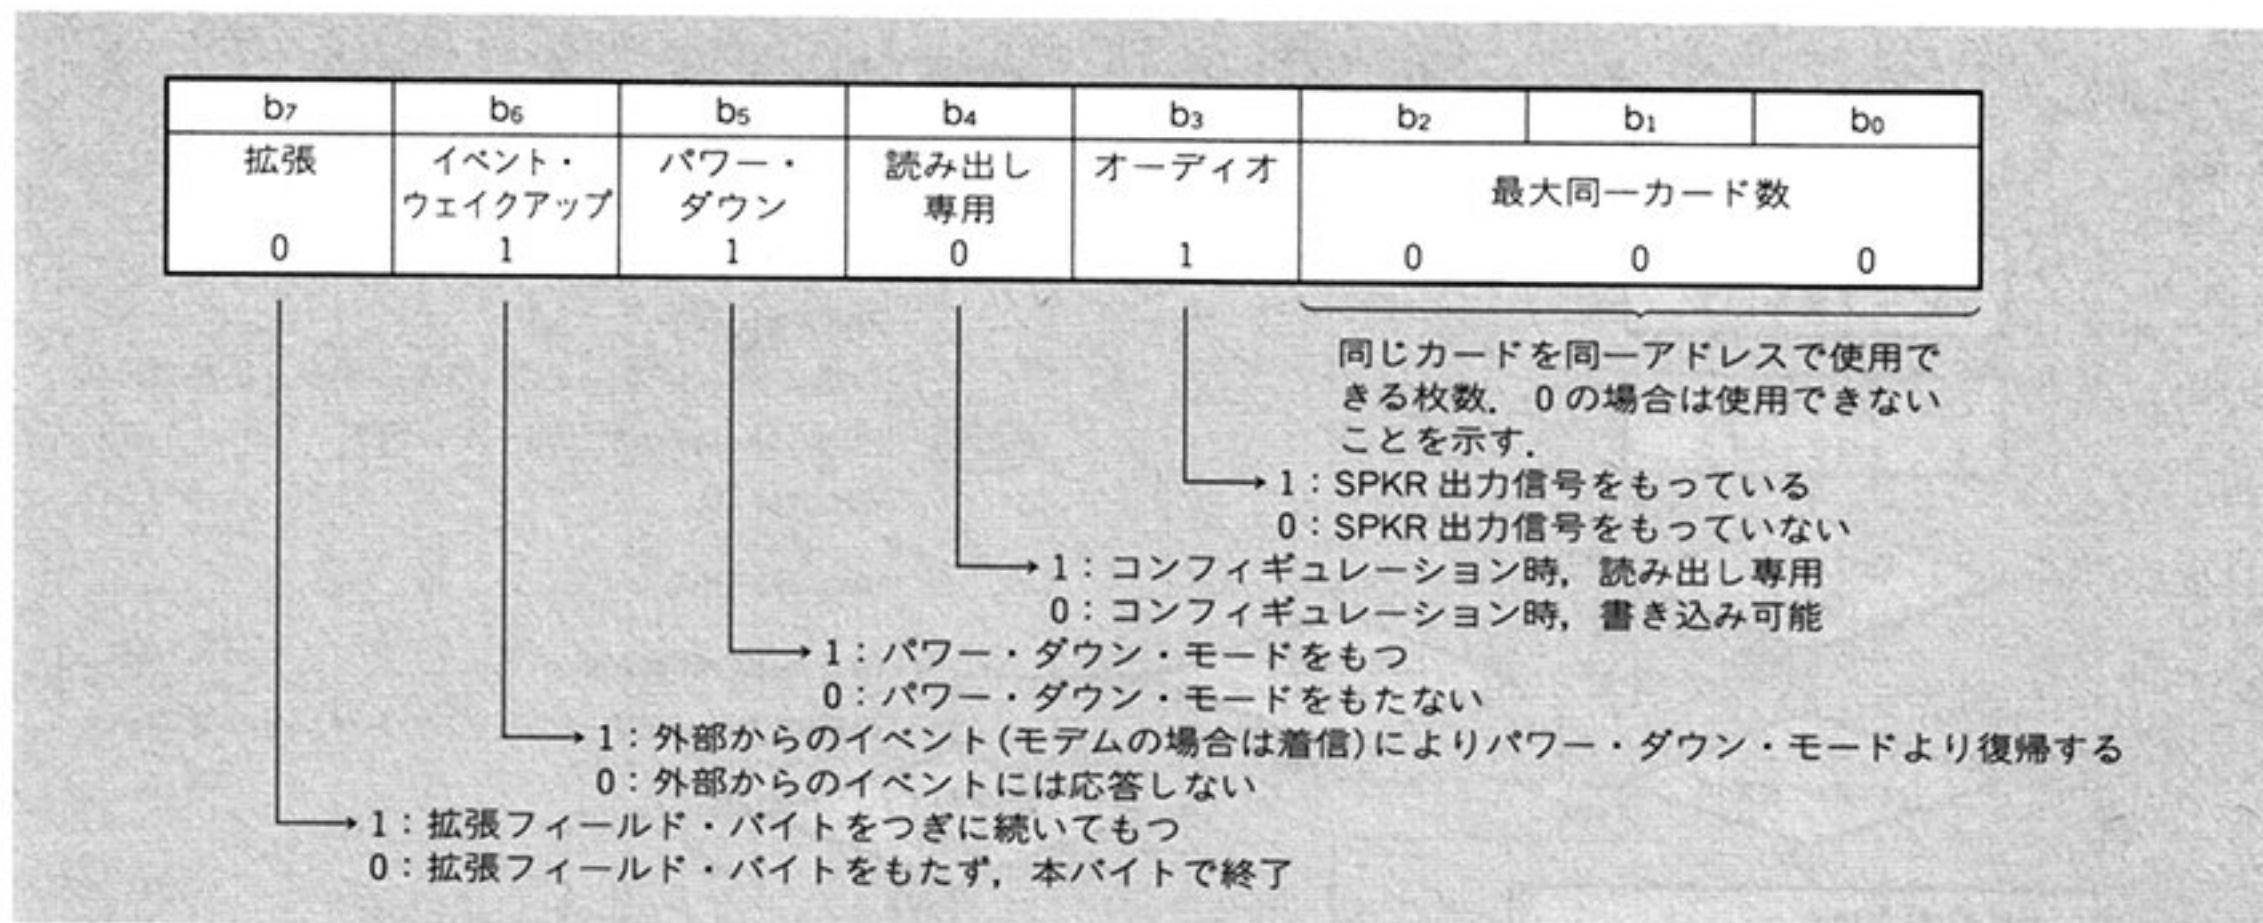 b7 b6 b5 b4 b3 b2 b1 b0
拡張
イベント・
ウェイクアップ
パワー・
ダウン
読み出し
専用
オーディオ
最大同一カード数
0 1 1 0 1 0 0 0
同じカードを同一アドレスで使用で
きる枚数．0の場合は使用できない
ことを示す．
1：SPKR出力信号をもっている
0：SPKR出力信号をもっていない
1：コンフィギュレーション時，読み出し専用
0：コンフィギュレーション時，書き込み可能
1：パワー・ダウン・モードをもつ
0：パワー・ダウン・モードをもたない
1：外部からのイベント(モデムの場合は着信)によりパワー・ダウン・モードより復帰する
0：外部からのイベントには応答しない
1：拡張フィールド・バイトをつぎに続いてもつ
0：拡張フィールド・バイトをもたず，本バイトで終了